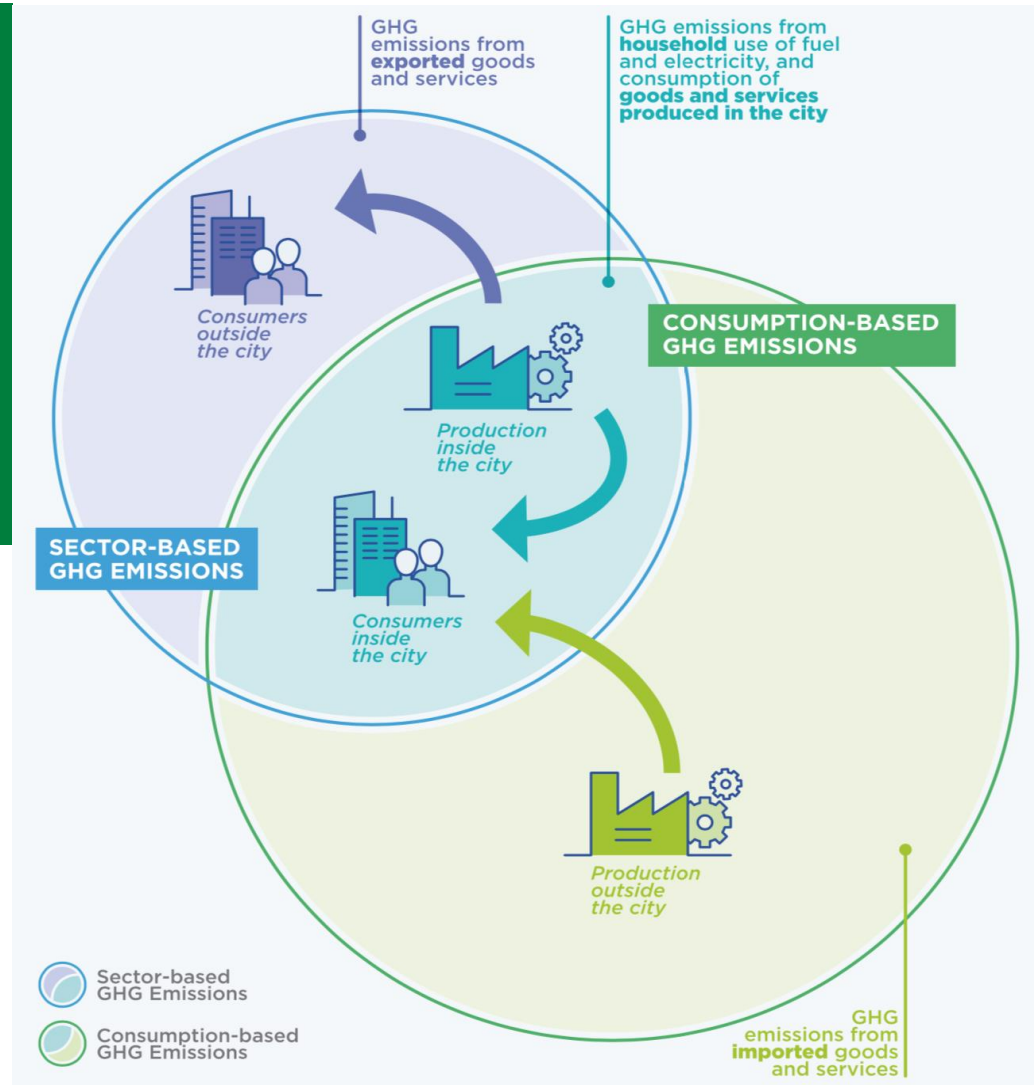 GHG
emissions from
exported goods
and services
GHG emissions from
household use of fuel
and electricity, and
consumption of
goods and services
produced in the city
Consumers
outside
the city
CONSUMPTION-BASED
GHG EMISSIONS
Production
inside
the city
SECTOR-BASED
GHG EMISSIONS
Consumers
inside
the city
Production
outside
the city
Sector-based
GHG Emissions
Consumption-based
GHG Emissions
GHG
emissions from
imported goods
and services